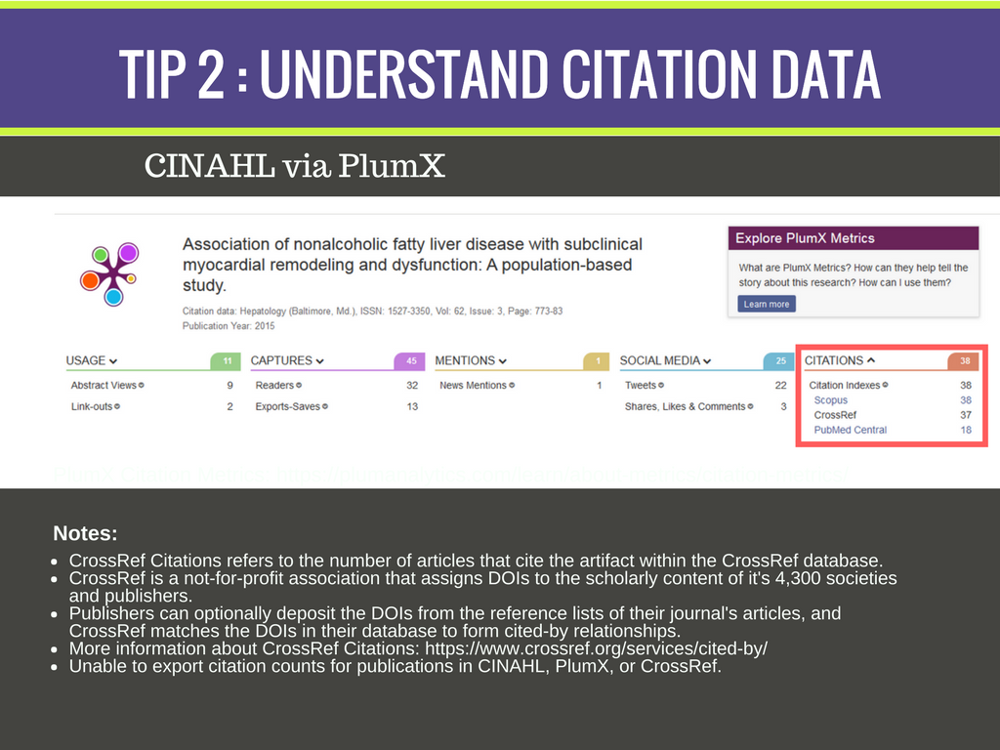 TIP 2 : UNDERSTAND CITATION DATA
CINAHL via PlumX
Association of nonalcoholic fatty liver disease with subclinical
myocardial remodeling and dysfunction: A population-based
study.
Citation data: Hepatology (Baltimore, Md.), ISSN: 1527-3350, Vol: 62, Issue: 3, Page: 773-83
Publication Year: 2015
Explore PlumX Metrics
What are PlumX Metrics? How can they help tell the
story about this research? How can I use them?
Learn more
USAGE 11
Abstract Views 9
Link-outs 2
CAPTURES 45
Readers 32
Exports-Saves 13
MENTIONS 1
News Mentions 1
SOCIAL MEDIA 25
Tweets 22
Shares, Likes & Comments 3
CITATIONS 38
Citation Indexes 38
Scopus 38
CrossRef 37
PubMed Central 18
Notes:
• CrossRef Citations refers to the number of articles that cite the artifact within the CrossRef database.
• CrossRef is a not-for-profit association that assigns DOIs to the scholarly content of it's 4,300 societies
and publishers.
• Publishers can optionally deposit the DOIs from the reference lists of their journal's articles, and
CrossRef matches the DOIs in their database to form cited-by relationships.
• More information about CrossRef Citations: https://www.crossref.org/services/cited-by/
• Unable to export citation counts for publications in CINAHL, PlumX, or CrossRef.